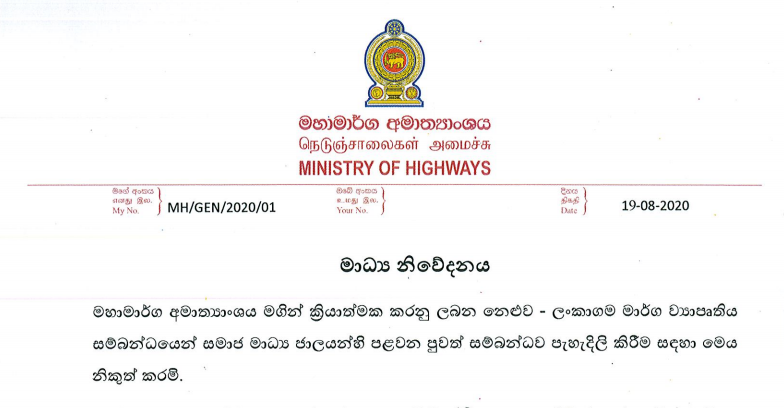 මහාමාර්ග අමාත්‍යාංශය
நெடுஞ்சாலைகள் அமைச்சு
MINISTRY OF HIGHWAYS
මගේ අංකය
எனது இல.
My No.
MH/GEN/2020/01
ඔබේ අංකය
உமது இல.
Your No.
දිනය
திகதி
Date
19-08-2020
මාධ්‍ය නිවේදනය
මහාමාර්ග අමාත්‍යාංශය මගින් ක්‍රියාත්මක කරනු ලබන නෙළුව - ලංකාගම මාර්ග ව්‍යාපෘතිය
සම්බන්ධයෙන් සමාජ මාධ්‍ය ජාලයන්හි පළවන පුවත් සම්බන්ධව පැහැදිලි කිරීම සඳහා මෙය
නිකුත් කරමි.